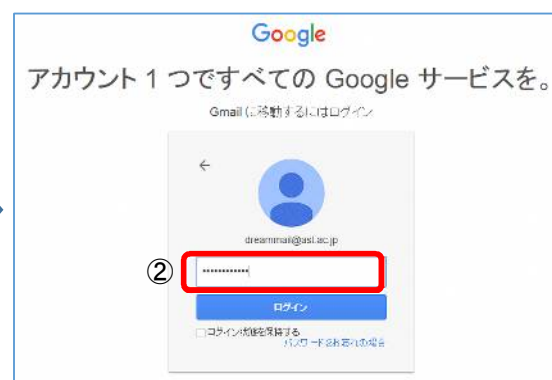 Google
アカウント 1 つですべての Google サービスを。
Gmail に移動するにはログイン
←
dreammail@asl.ac.jp
②
••••••••••••
ログイン
ログイン状態を保持する
パスワードをお忘れの場合